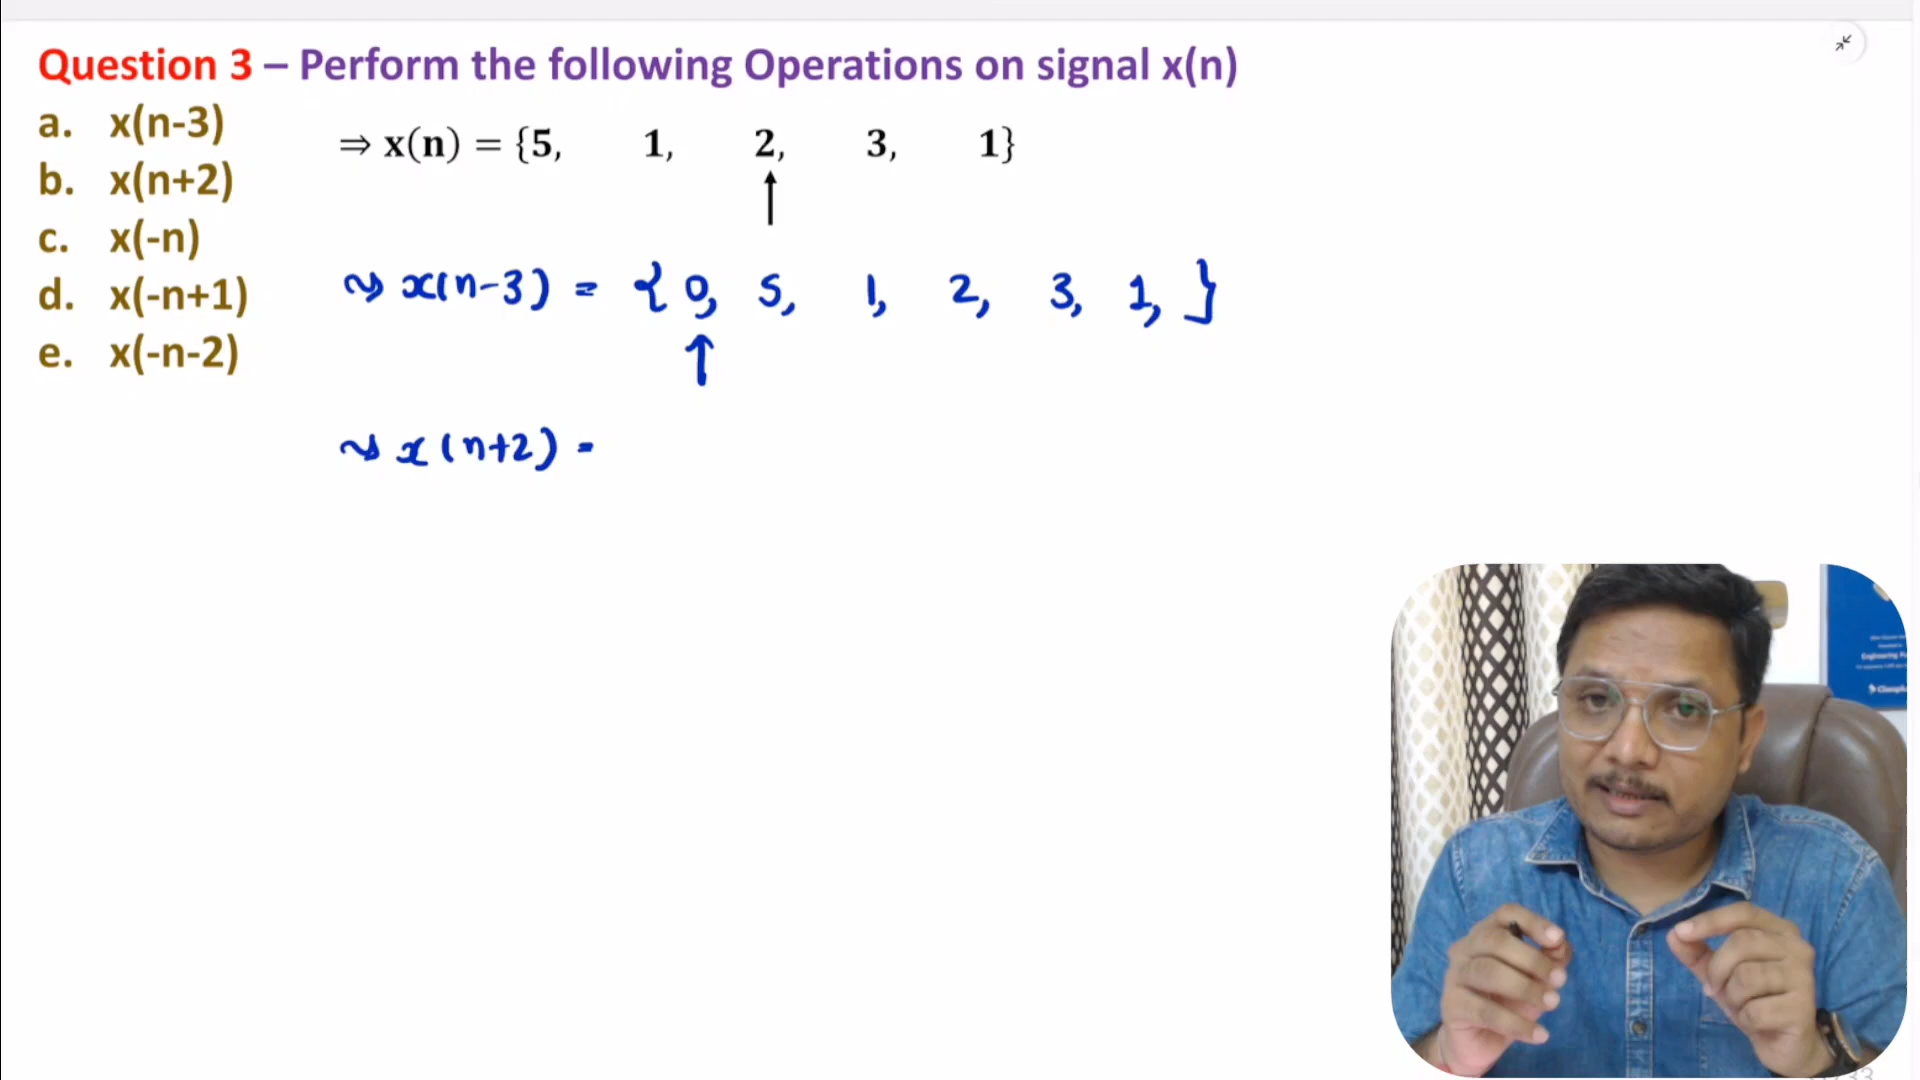 Question 3 – Perform the following Operations on signal x(n)
a. x(n-3)
b. x(n+2)
c. x(-n)
d. x(-n+1)
e. x(-n-2)
⇒ x(n) = {5, 1, 2, 3, 1}
↑
x(n-3) = { 0, 5, 1, 2, 3, 1, }
↑
x(n+2) =